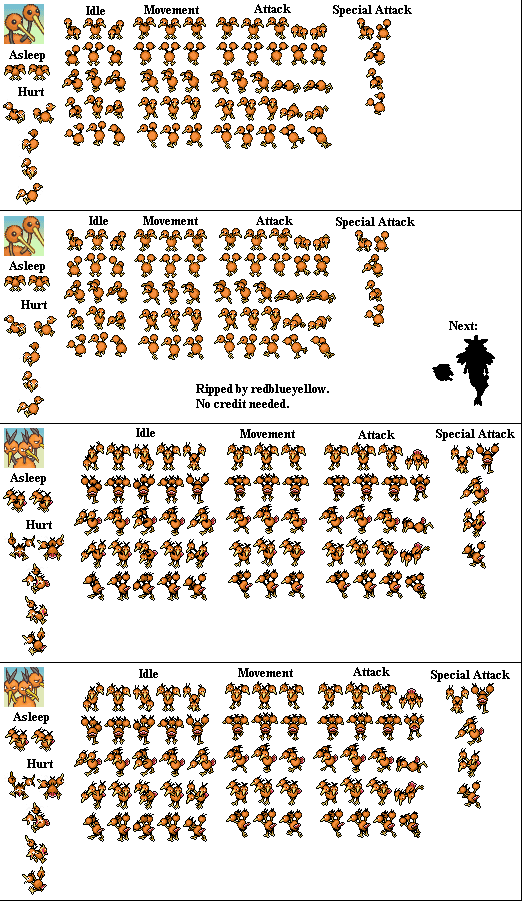 Idle Movement Attack Special Attack
Asleep
Hurt
Idle Movement Attack Special Attack
Asleep
Hurt
Next:
Ripped by redblueyellow.
No credit needed.
Idle Movement Attack Special Attack
Asleep
Hurt
Idle Movement Attack Special Attack
Asleep
Hurt